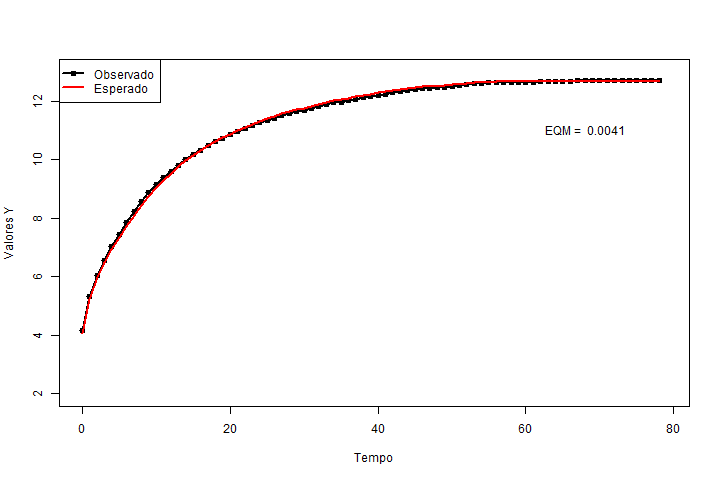 Observado
Esperado
EQM = 0.0041
Valores Y
12
10
8
6
4
2
0
20
40
60
80
Tempo